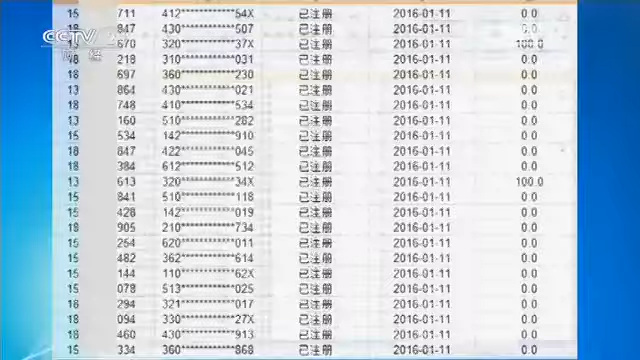 15 711 412**********54X 已注册 2016-01-11 0.0
18 847 430**********507 已注册 2016-01-11 0.0
13 670 320**********37X 已注册 2016-01-11 100.0
18 218 310**********031 已注册 2016-01-11 0.0
18 697 360**********230 已注册 2016-01-11 0.0
13 864 430**********021 已注册 2016-01-11 0.0
18 748 410**********534 已注册 2016-01-11 0.0
13 160 510**********282 已注册 2016-01-11 0.0
15 534 142**********910 已注册 2016-01-11 0.0
18 847 422**********045 已注册 2016-01-11 0.0
18 384 612**********512 已注册 2016-01-11 0.0
13 613 320**********34X 已注册 2016-01-11 100.0
15 841 510**********118 已注册 2016-01-11 0.0
15 428 142**********019 已注册 2016-01-11 0.0
18 905 210**********734 已注册 2016-01-11 0.0
15 254 620**********011 已注册 2016-01-11 0.0
15 482 362**********614 已注册 2016-01-11 0.0
15 144 110**********62X 已注册 2016-01-11 0.0
15 078 513**********025 已注册 2016-01-11 0.0
18 294 321**********017 已注册 2016-01-11 0.0
18 094 330**********27X 已注册 2016-01-11 0.0
18 460 430**********913 已注册 2016-01-11 0.0
15 334 360**********868 已注册 2016-01-11 0.0
CCTV 2
财经